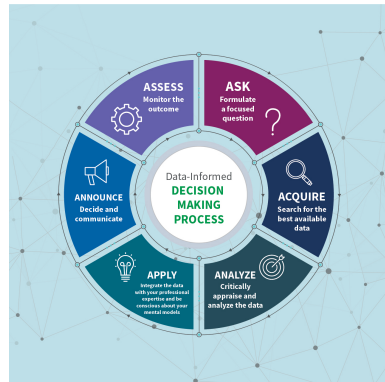 Data-Informed
DECISION
MAKING
PROCESS
ASK
Formulate
a focused
question
ACQUIRE
Search for the
best available
data
ANALYZE
Critically
appraise and
analyze the data
APPLY
Integrate the data
with your professional
expertise and be
conscious about your
mental models
ANNOUNCE
Decide and
communicate
ASSESS
Monitor the
outcome